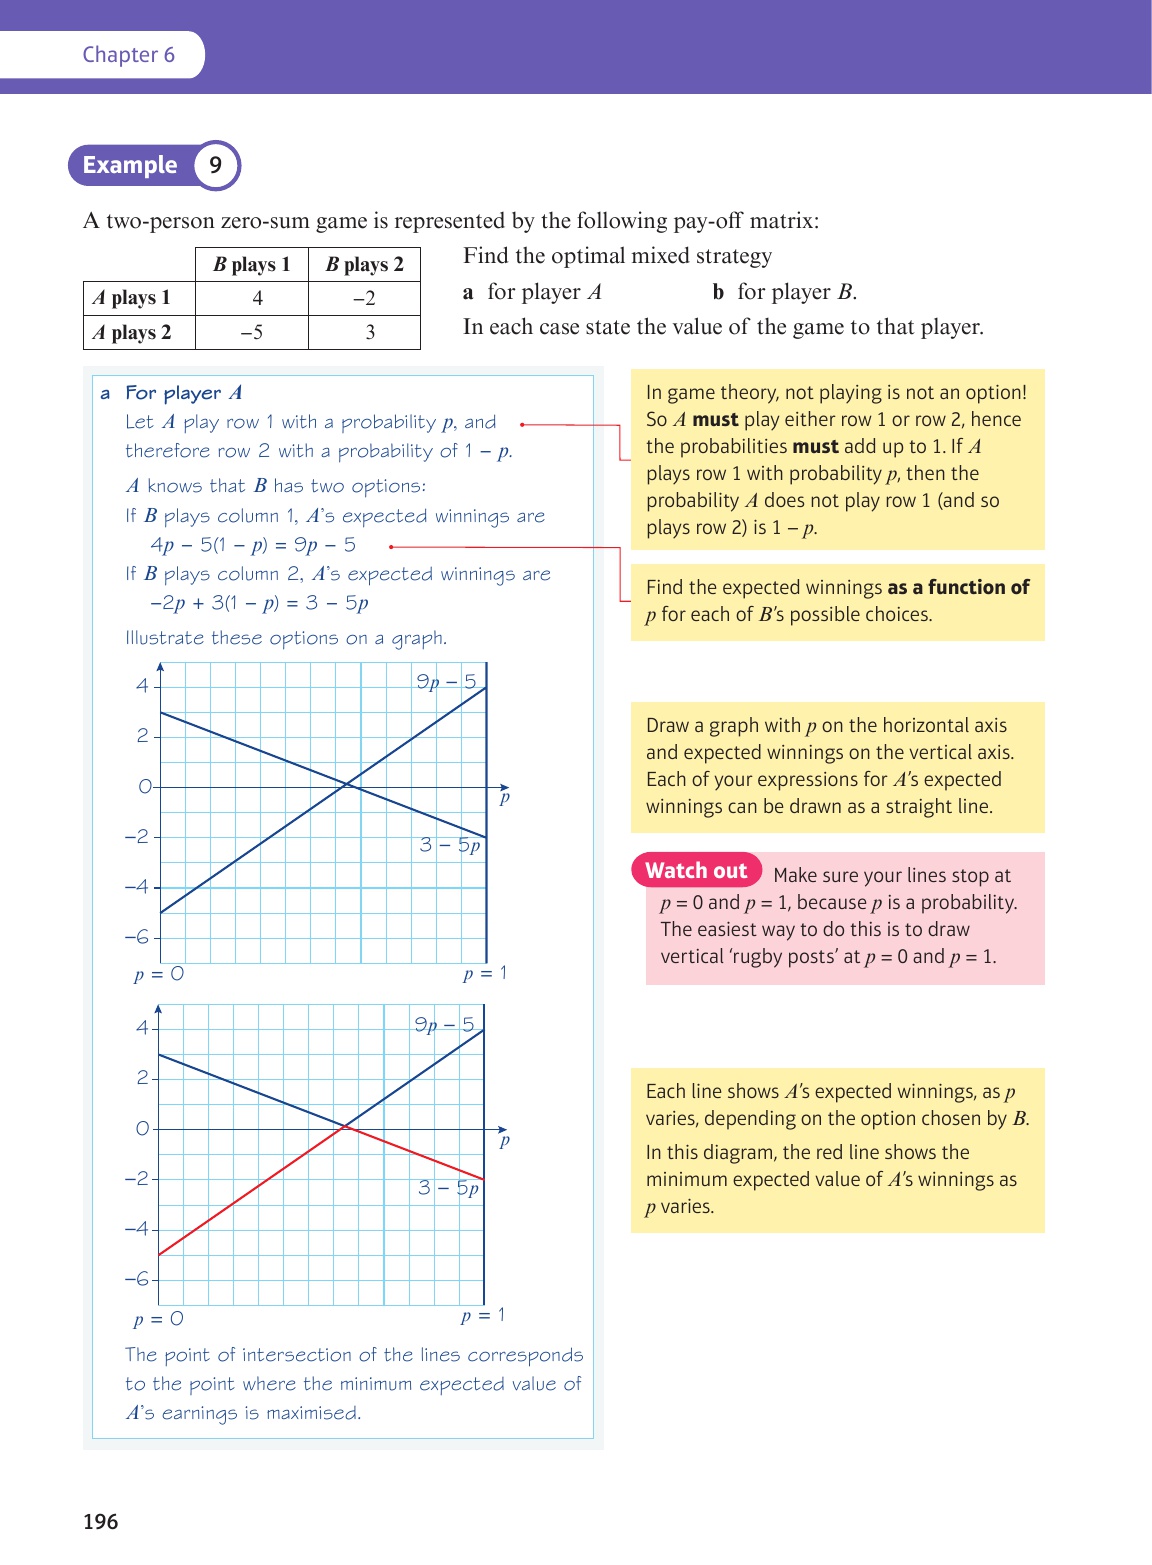 Chapter 6
Example 9
A two-person zero-sum game is represented by the following pay-off matrix:
B plays 1 B plays 2
A plays 1 4 −2
A plays 2 −5 3
Find the optimal mixed strategy
a for player A b for player B.
In each case state the value of the game to that player.
a For player A
Let A play row 1 with a probability p, and
therefore row 2 with a probability of 1 − p.
A knows that B has two options:
If B plays column 1, A's expected winnings are
4p − 5(1 − p) = 9p − 5
If B plays column 2, A's expected winnings are
−2p + 3(1 − p) = 3 − 5p
Illustrate these options on a graph.
4
2
0
−2
−4
−6
9p − 5
p
3 − 5p
p = 0
p = 1
4
2
0
−2
−4
−6
9p − 5
p
3 − 5p
p = 0
p = 1
The point of intersection of the lines corresponds
to the point where the minimum expected value of
A's earnings is maximised.
In game theory, not playing is not an option!
So A must play either row 1 or row 2, hence
the probabilities must add up to 1. If A
plays row 1 with probability p, then the
probability A does not play row 1 (and so
plays row 2) is 1 − p.
Find the expected winnings as a function of
p for each of B's possible choices.
Draw a graph with p on the horizontal axis
and expected winnings on the vertical axis.
Each of your expressions for A's expected
winnings can be drawn as a straight line.
Watch out Make sure your lines stop at
p = 0 and p = 1, because p is a probability.
The easiest way to do this is to draw
vertical 'rugby posts' at p = 0 and p = 1.
Each line shows A's expected winnings, as p
varies, depending on the option chosen by B.
In this diagram, the red line shows the
minimum expected value of A's winnings as
p varies.
196